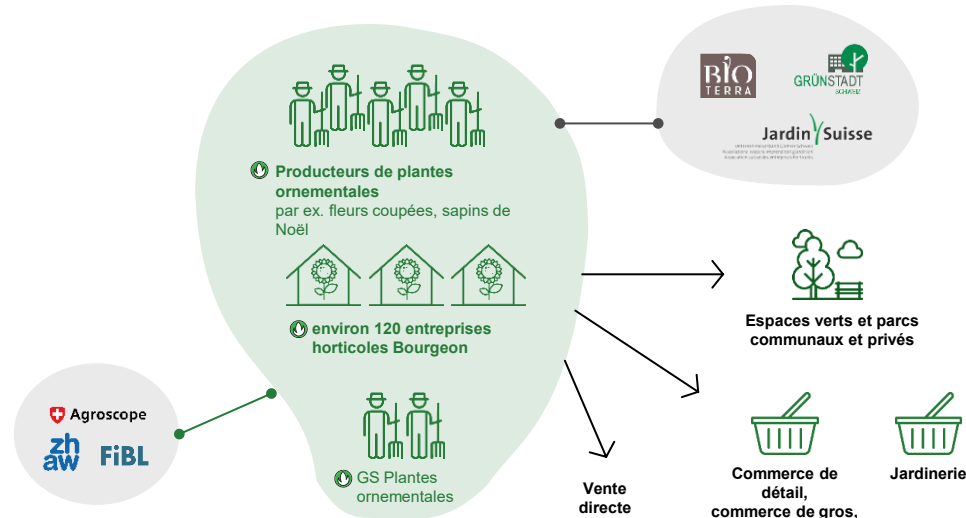 BIO
TERRA
GRÜNSTADT
SCHWEIZ
Jardin Suisse
Producteurs de plantes
ornementales
par ex. fleurs coupées, sapins de
Noël
environ 120 entreprises
horticoles Bourgeon
Espaces verts et parcs
communaux et privés
Agroscope
zh
aw
FiBL
GS Plantes
ornementales
Vente
directe
Commerce de
détail,
commerce de gros,
Jardinerie